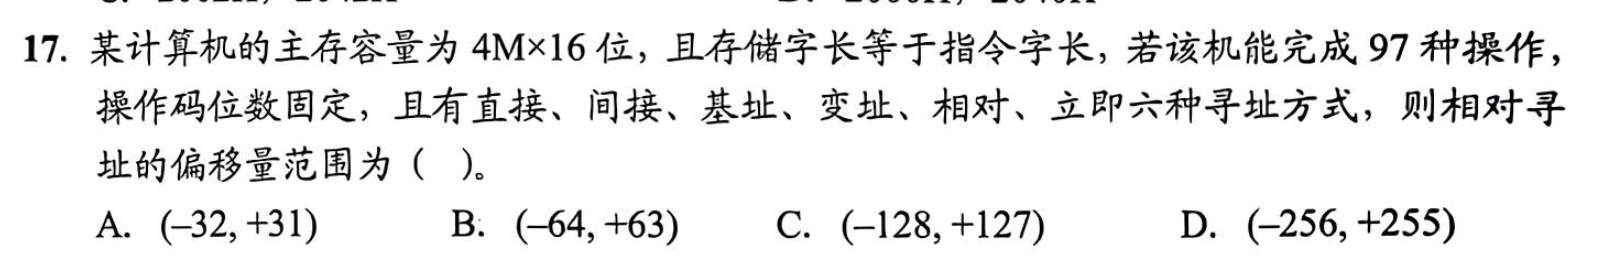 17. 某计算机的主存容量为 4M×16 位，且存储字长等于指令字长，若该机能完成 97 种操作，
操作码位数固定，且有直接、间接、基址、变址、相对、立即六种寻址方式，则相对寻
址的偏移量范围为（ ）。
A. (–32, +31) B. (–64, +63) C. (–128, +127) D. (–256, +255)